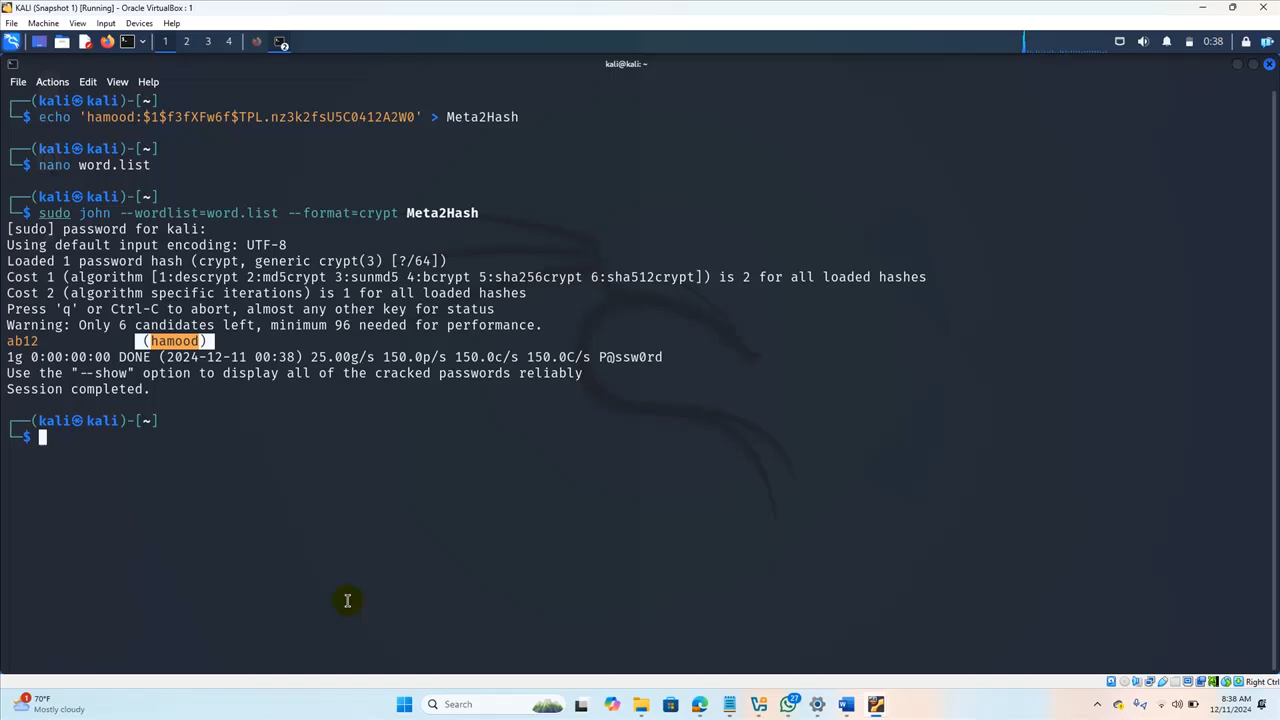 KALI (Snapshot 1) [Running] - Oracle VirtualBox : 1
File Machine View Input Devices Help
1 2 3 4 2 0:38
kali@kali: ~
File Actions Edit View Help
┌──(kali㉿kali)-[~]
└─$ echo 'hamood:$1$f3fXFw6f$TPL.nz3k2fsU5C0412A2W0' > Meta2Hash
┌──(kali㉿kali)-[~]
└─$ nano word.list
┌──(kali㉿kali)-[~]
└─$ sudo john --wordlist=word.list --format=crypt Meta2Hash
[sudo] password for kali:
Using default input encoding: UTF-8
Loaded 1 password hash (crypt, generic crypt(3) [?/64])
Cost 1 (algorithm [1:descrypt 2:md5crypt 3:sunmd5 4:bcrypt 5:sha256crypt 6:sha512crypt]) is 2 for all loaded hashes
Cost 2 (algorithm specific iterations) is 1 for all loaded hashes
Press 'q' or Ctrl-C to abort, almost any other key for status
Warning: Only 6 candidates left, minimum 96 needed for performance.
ab12 (hamood)
1g 0:00:00:00 DONE (2024-12-11 00:38) 25.00g/s 150.0p/s 150.0c/s 150.0C/s P@ssw0rd
Use the "--show" option to display all of the cracked passwords reliably
Session completed.
┌──(kali㉿kali)-[~]
└─$
Right Ctrl
1 70°F
Mostly cloudy
Search
27
8:38 AM
12/11/2024